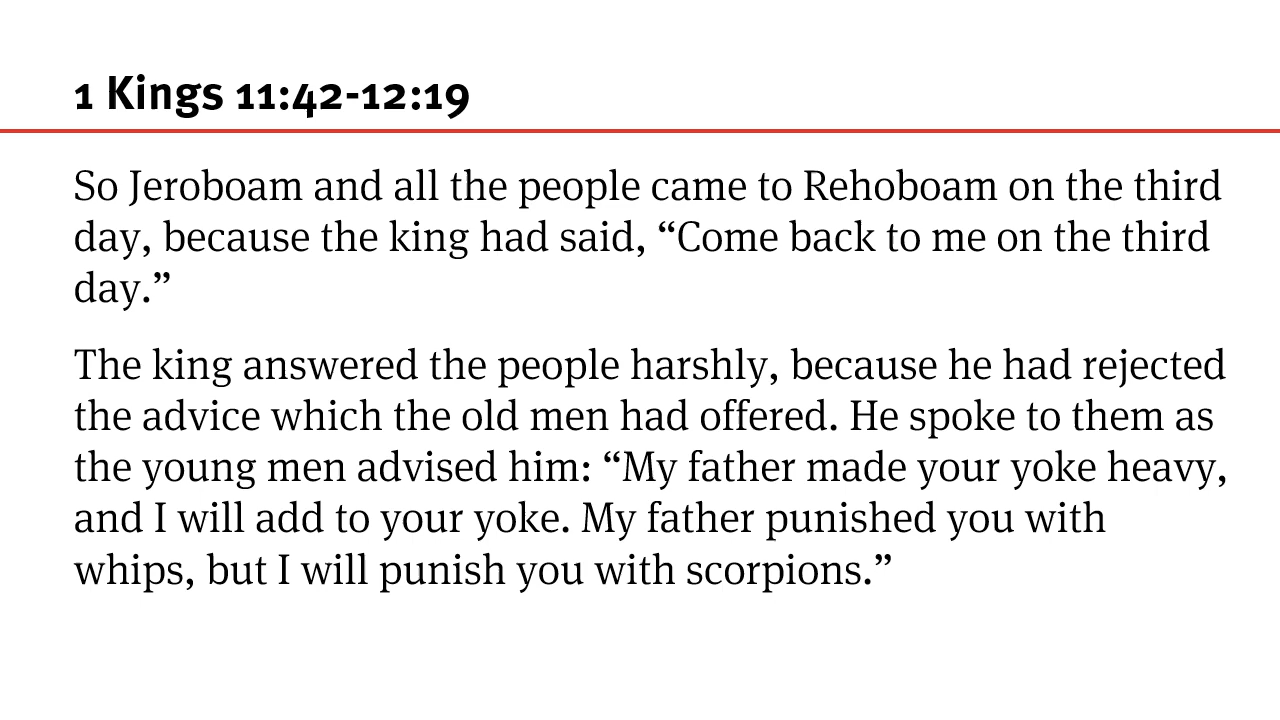 1 Kings 11:42-12:19
So Jeroboam and all the people came to Rehoboam on the third
day, because the king had said, “Come back to me on the third
day.”
The king answered the people harshly, because he had rejected
the advice which the old men had offered. He spoke to them as
the young men advised him: “My father made your yoke heavy,
and I will add to your yoke. My father punished you with
whips, but I will punish you with scorpions.”